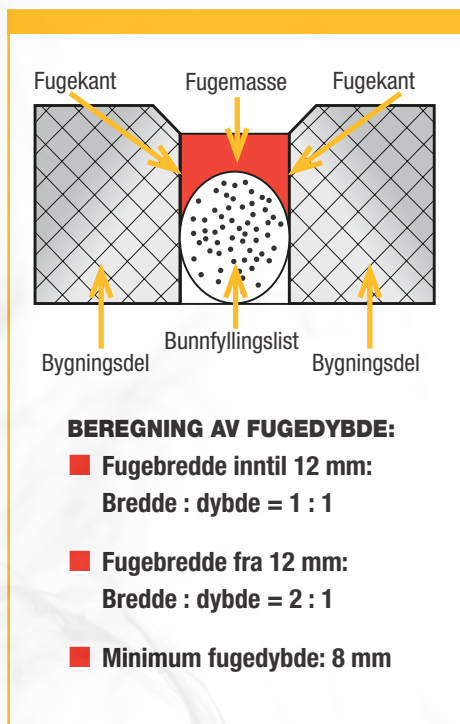 Fugekant Fugemasse Fugekant
Bunnfyllingslist
Bygningsdel Bygningsdel
BEREGNING AV FUGEDYBDE:
Fugebredde inntil 12 mm:
Bredde : dybde = 1 : 1
Fugebredde fra 12 mm:
Bredde : dybde = 2 : 1
Minimum fugedybde: 8 mm